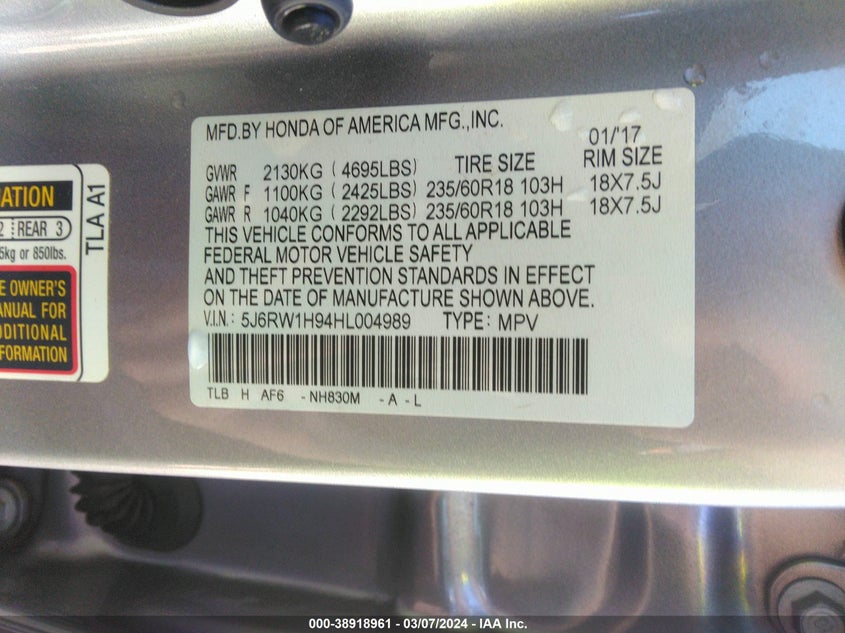 MFD.BY HONDA OF AMERICA MFG.,INC.
01/'17
GVWR 2130KG ( 4695LBS) TIRE SIZE RIM SIZE
GAWR F 1100KG ( 2425LBS) 235/60R18 103H 18X7.5J
GAWR R 1040KG ( 2292LBS) 235/60R18 103H 18X7.5J
THIS VEHICLE CONFORMS TO ALL APPLICABLE
FEDERAL MOTOR VEHICLE SAFETY
AND THEFT PREVENTION STANDARDS IN EFFECT
ON THE DATE OF MANUFACTURE SHOWN ABOVE.
V.I.N.: 5J6RW1H94HL004989 TYPE: MPV
TLB H AF6 -NH830M -A -L
REAR 3
TLA A1
kg or 850lbs.
OWNER'S
FOR
000-38918961 - 03/07/2024 - IAA Inc.